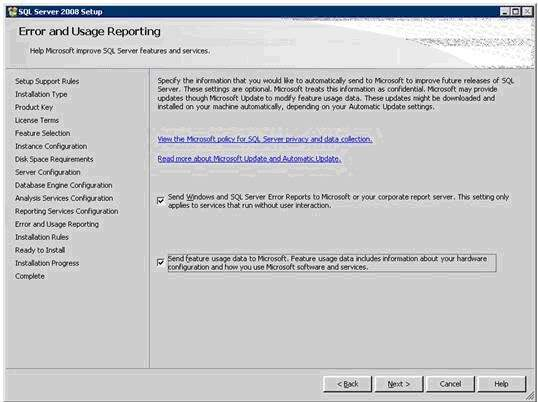 SQL Server 2008 Setup
Error and Usage Reporting
Help Microsoft improve SQL Server features and services.
Setup Support Rules
Installation Type
Product Key
License Terms
Feature Selection
Instance Configuration
Disk Space Requirements
Server Configuration
Database Engine Configuration
Analysis Services Configuration
Reporting Services Configuration
Error and Usage Reporting
Installation Rules
Ready to Install
Installation Progress
Complete
Specify the information that you would like to automatically send to Microsoft to improve future releases of SQL
Server. These settings are optional. Microsoft treats this information as confidential. Microsoft may provide
updates though Microsoft Update to modify feature usage data. These updates might be downloaded and
installed on your machine automatically, depending on your Automatic Update settings.
View the Microsoft policy for SQL Server privacy and data collection.
Read more about Microsoft Update and Automatic Update.
Send Windows and SQL Server Error Reports to Microsoft or your corporate report server. This setting only
applies to services that run without user interaction.
Send feature usage data to Microsoft. Feature usage data includes information about your hardware
configuration and how you use Microsoft software and services.
< Back
Next >
Cancel
Help